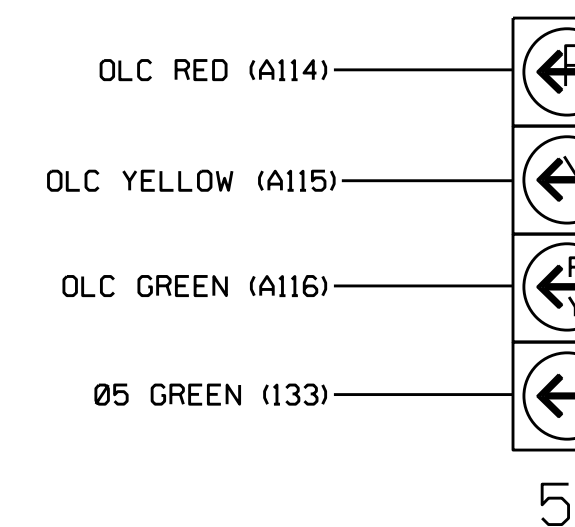 OLC RED (A114)
OLC YELLOW (A115)
OLC GREEN (A116)
Ø5 GREEN (133)
5